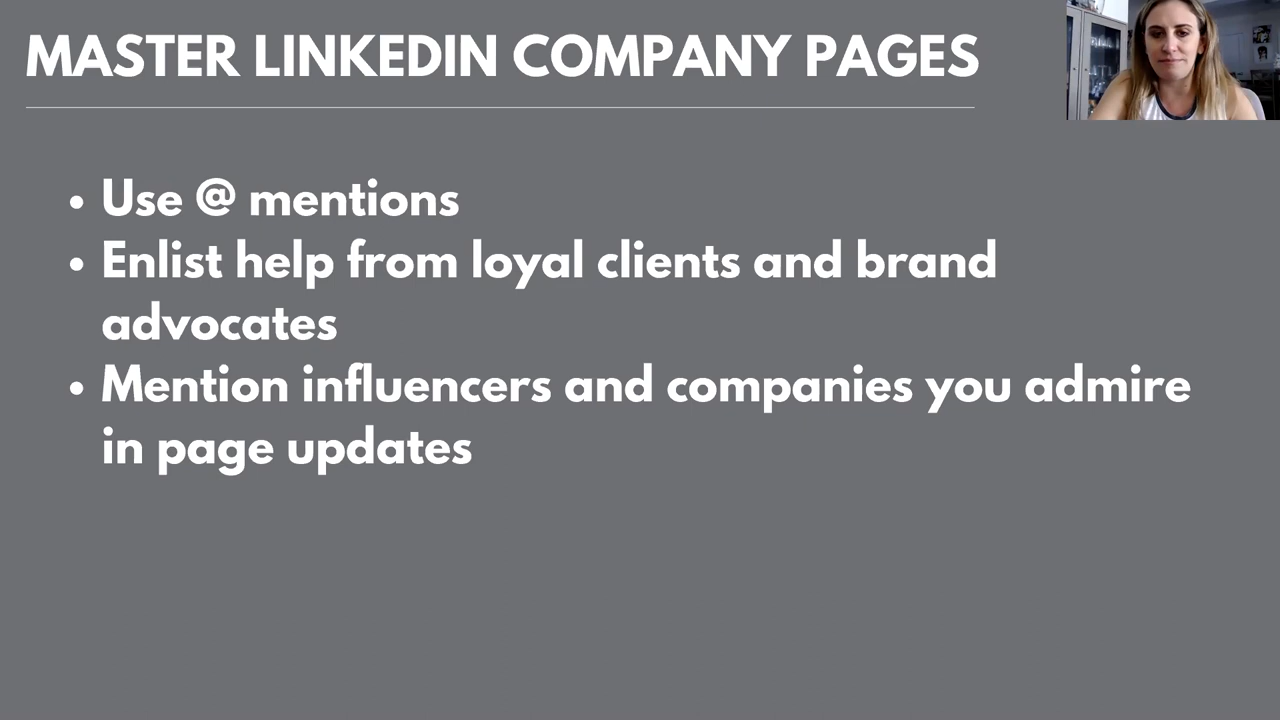 MASTER LINKEDIN COMPANY PAGES
• Use @ mentions
• Enlist help from loyal clients and brand
advocates
• Mention influencers and companies you admire
in page updates